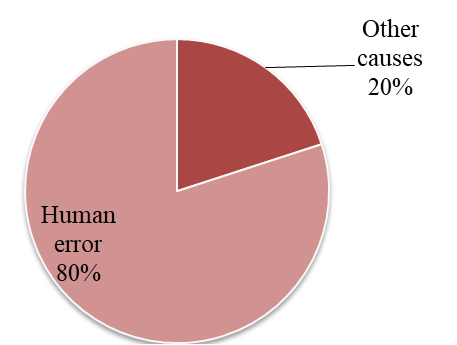 Other
causes
20%
Human
error
80%